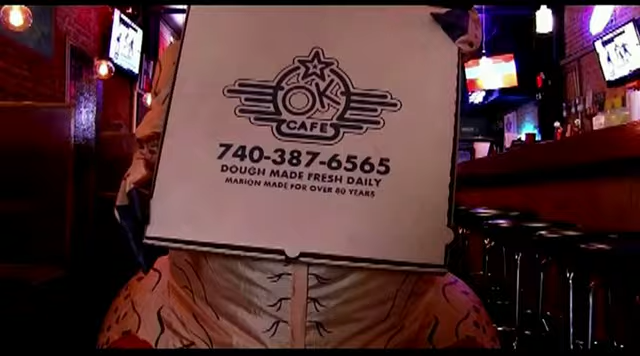 OK
CAFE
740-387-6565
DOUGH MADE FRESH DAILY
MARION MADE FOR OVER 80 YEARS